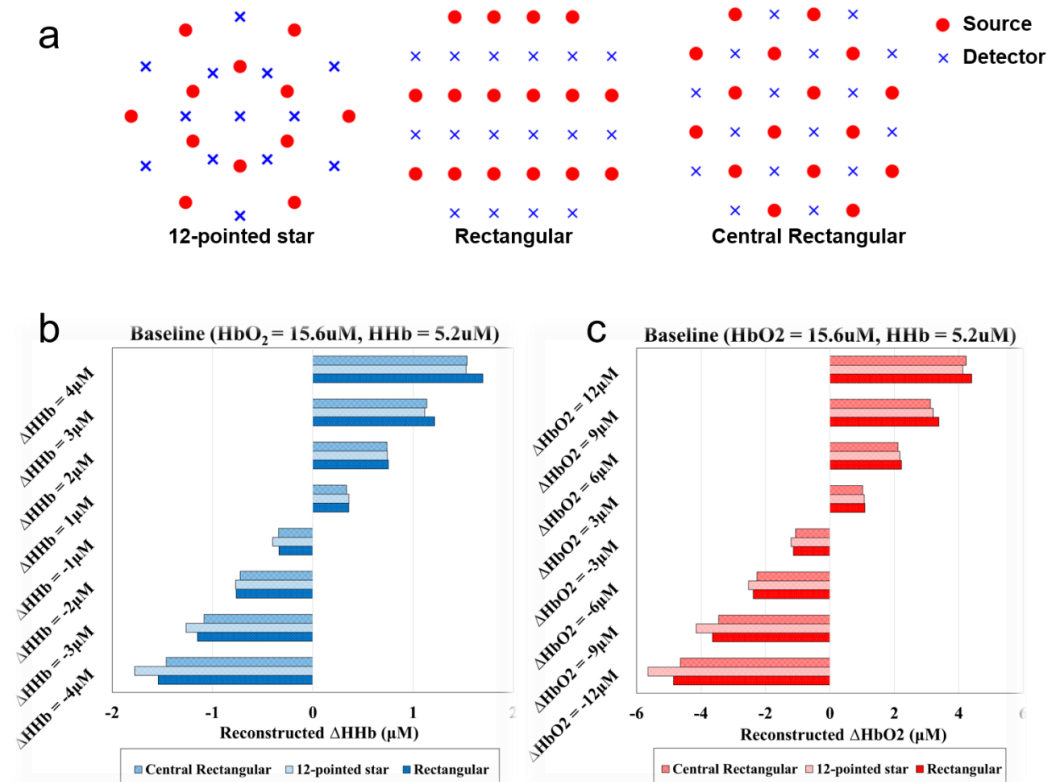 a
Source
Detector
12-pointed star
Rectangular
Central Rectangular
b
Baseline (HbO₂ = 15.6uM, HHb = 5.2uM)
ΔHHb = 4μM
ΔHHb = 3μM
ΔHHb = 2μM
ΔHHb = 1μM
ΔHHb = -1μM
ΔHHb = -2μM
ΔHHb = -3μM
ΔHHb = -4μM
-2 -1 0 1 2
Reconstructed ΔHHb (μM)
Central Rectangular 12-pointed star Rectangular
c
Baseline (HbO2 = 15.6uM, HHb = 5.2uM)
ΔHbO2 = 12μM
ΔHbO2 = 9μM
ΔHbO2 = 6μM
ΔHbO2 = 3μM
ΔHbO2 = -3μM
ΔHbO2 = -6μM
ΔHbO2 = -9μM
ΔHbO2 = -12μM
-6 -4 -2 0 2 4 6
Reconstructed ΔHbO2 (μM)
Central Rectangular 12-pointed star Rectangular